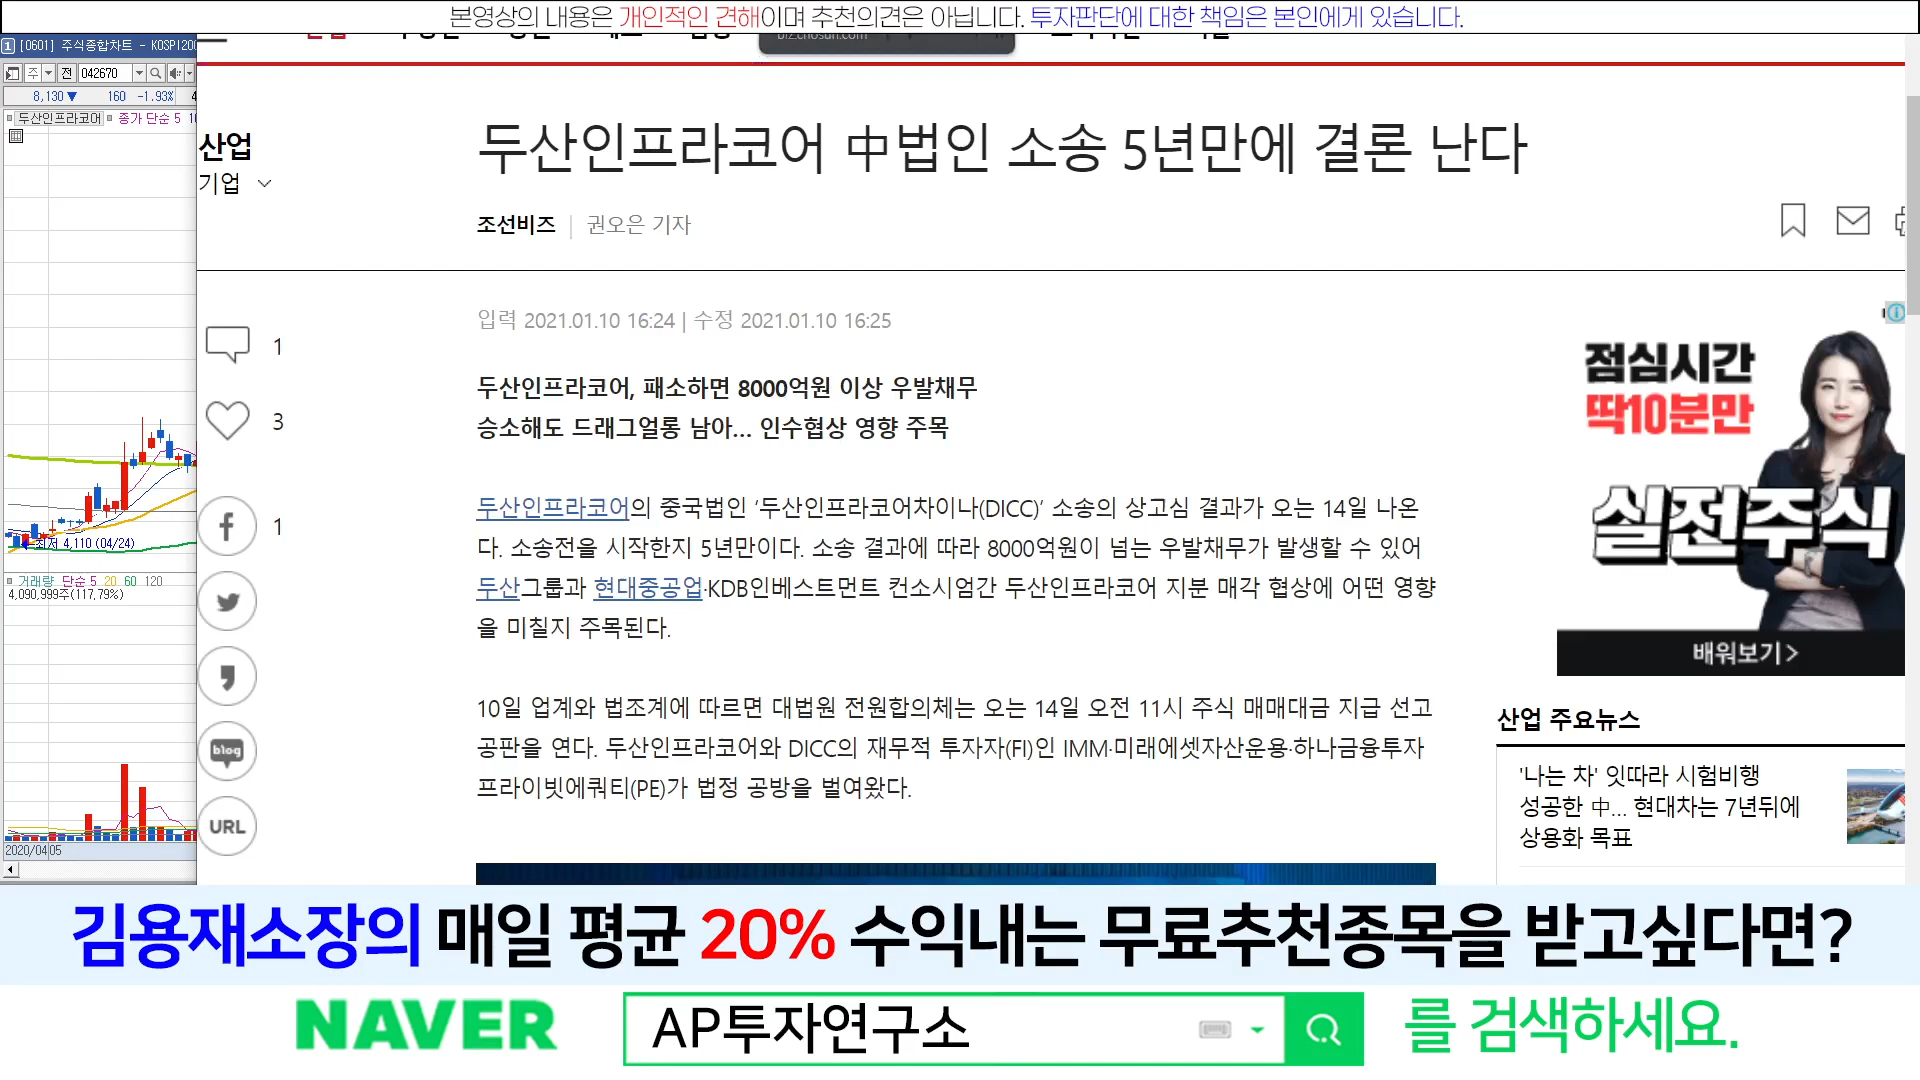 본영상의 내용은 개인적인 견해이며 추천의견은 아닙니다. 투자판단에 대한 책임은 본인에게 있습니다.
1 [0601] 주식종합차트 - KOSPI200
biz.chosun.com
주 전 042670
8,130 ▼ 160 -1.93%
두산인프라코어 종가 단순 5
산업
기업
두산인프라코어 中법인 소송 5년만에 결론 난다
조선비즈 | 권오은 기자
입력 2021.01.10 16:24 | 수정 2021.01.10 16:25
1
3
1
두산인프라코어, 패소하면 8000억원 이상 우발채무
승소해도 드래그얼롱 남아... 인수협상 영향 주목
두산인프라코어의 중국법인 ‘두산인프라코어차이나(DICC)’ 소송의 상고심 결과가 오는 14일 나온
다. 소송전을 시작한지 5년만이다. 소송 결과에 따라 8000억원이 넘는 우발채무가 발생할 수 있어
두산그룹과 현대중공업·KDB인베스트먼트 컨소시엄간 두산인프라코어 지분 매각 협상에 어떤 영향
을 미칠지 주목된다.
10일 업계와 법조계에 따르면 대법원 전원합의체는 오는 14일 오전 11시 주식 매매대금 지급 선고
공판을 연다. 두산인프라코어와 DICC의 재무적 투자자(FI)인 IMM·미래에셋자산운용·하나금융투자
프라이빗에쿼티(PE)가 법정 공방을 벌여왔다.
최저 4,110 (04/24)
거래량 단순 5 20 60 120
4,090,999주(117,79%)
2020/04 05
blog
URL
점심시간
딱10분만
실전주식
배워보기>
산업 주요뉴스
'나는 차' 잇따라 시험비행
성공한 中... 현대차는 7년뒤에
상용화 목표
김용재소장의 매일 평균 20% 수익내는 무료추천종목을 받고싶다면?
NAVER AP투자연구소 를 검색하세요.